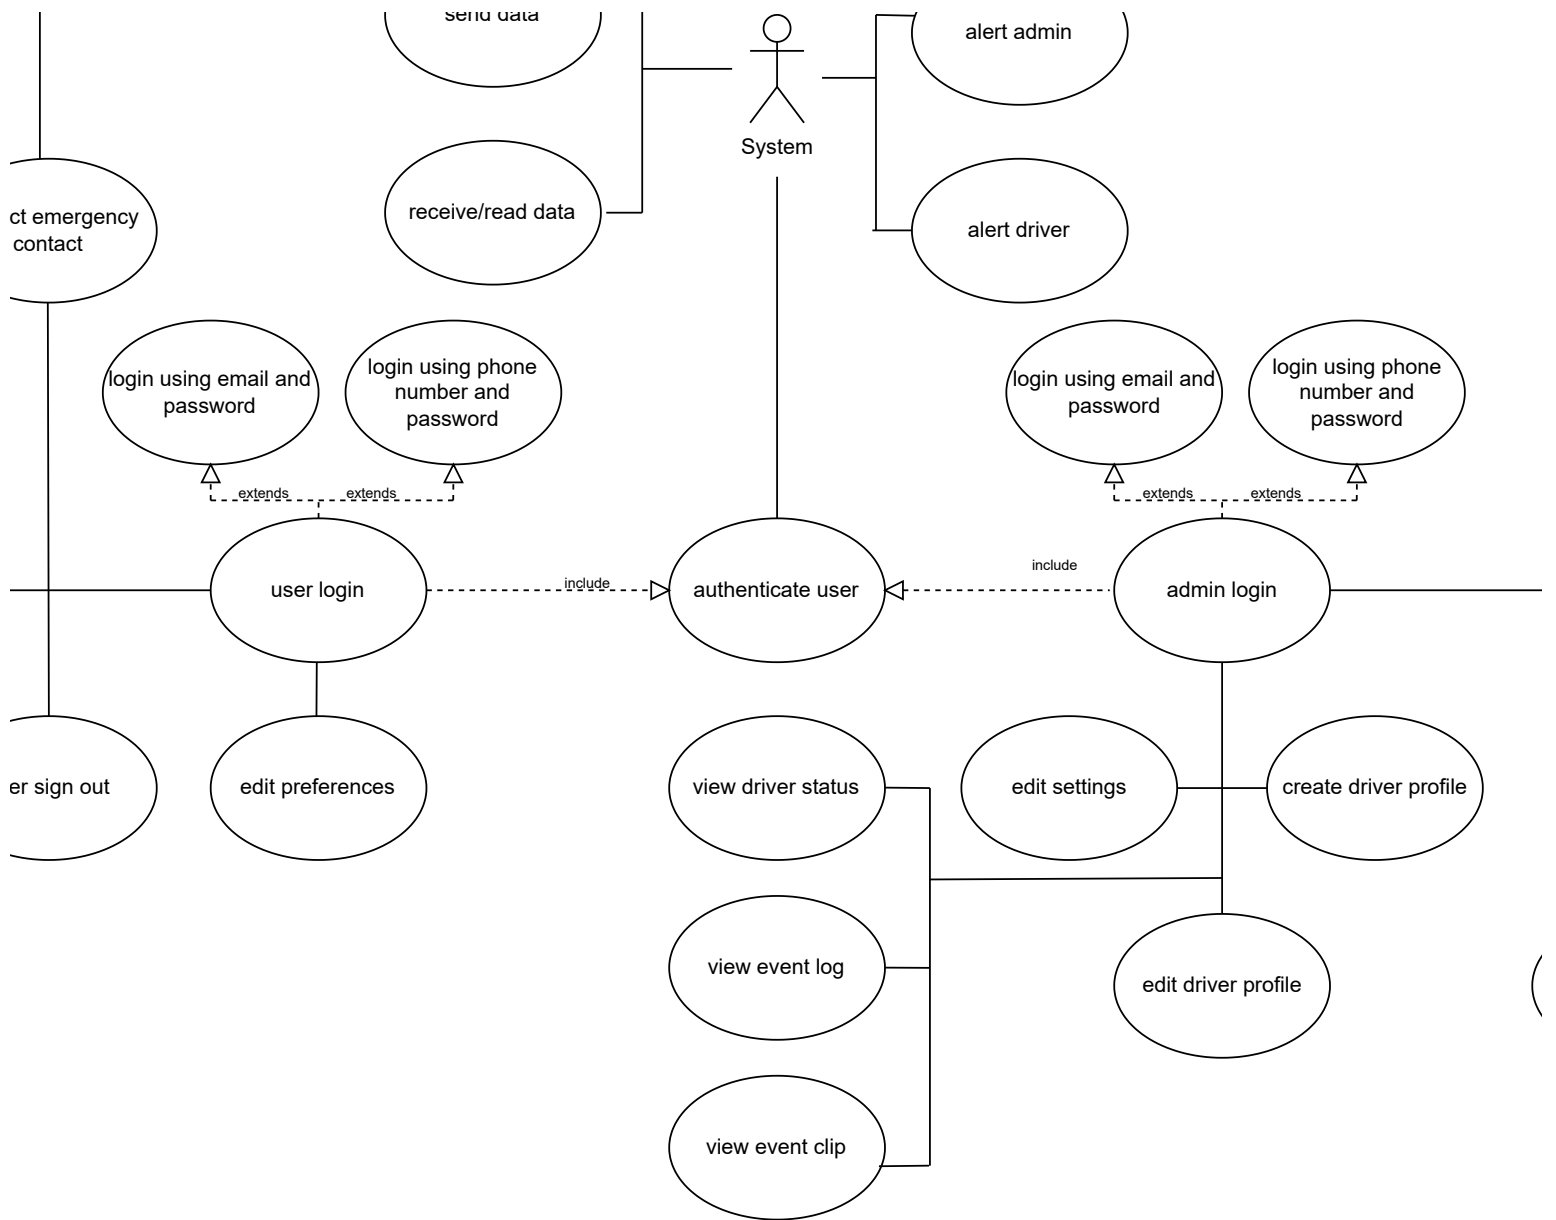 send data
alert admin
System
receive/read data
alert driver
ct emergency
contact
login using email and
password
login using phone
number and
password
login using email and
password
login using phone
number and
password
extends
extends
extends
extends
user login
include
authenticate user
include
admin login
er sign out
edit preferences
view driver status
edit settings
create driver profile
view event log
edit driver profile
view event clip